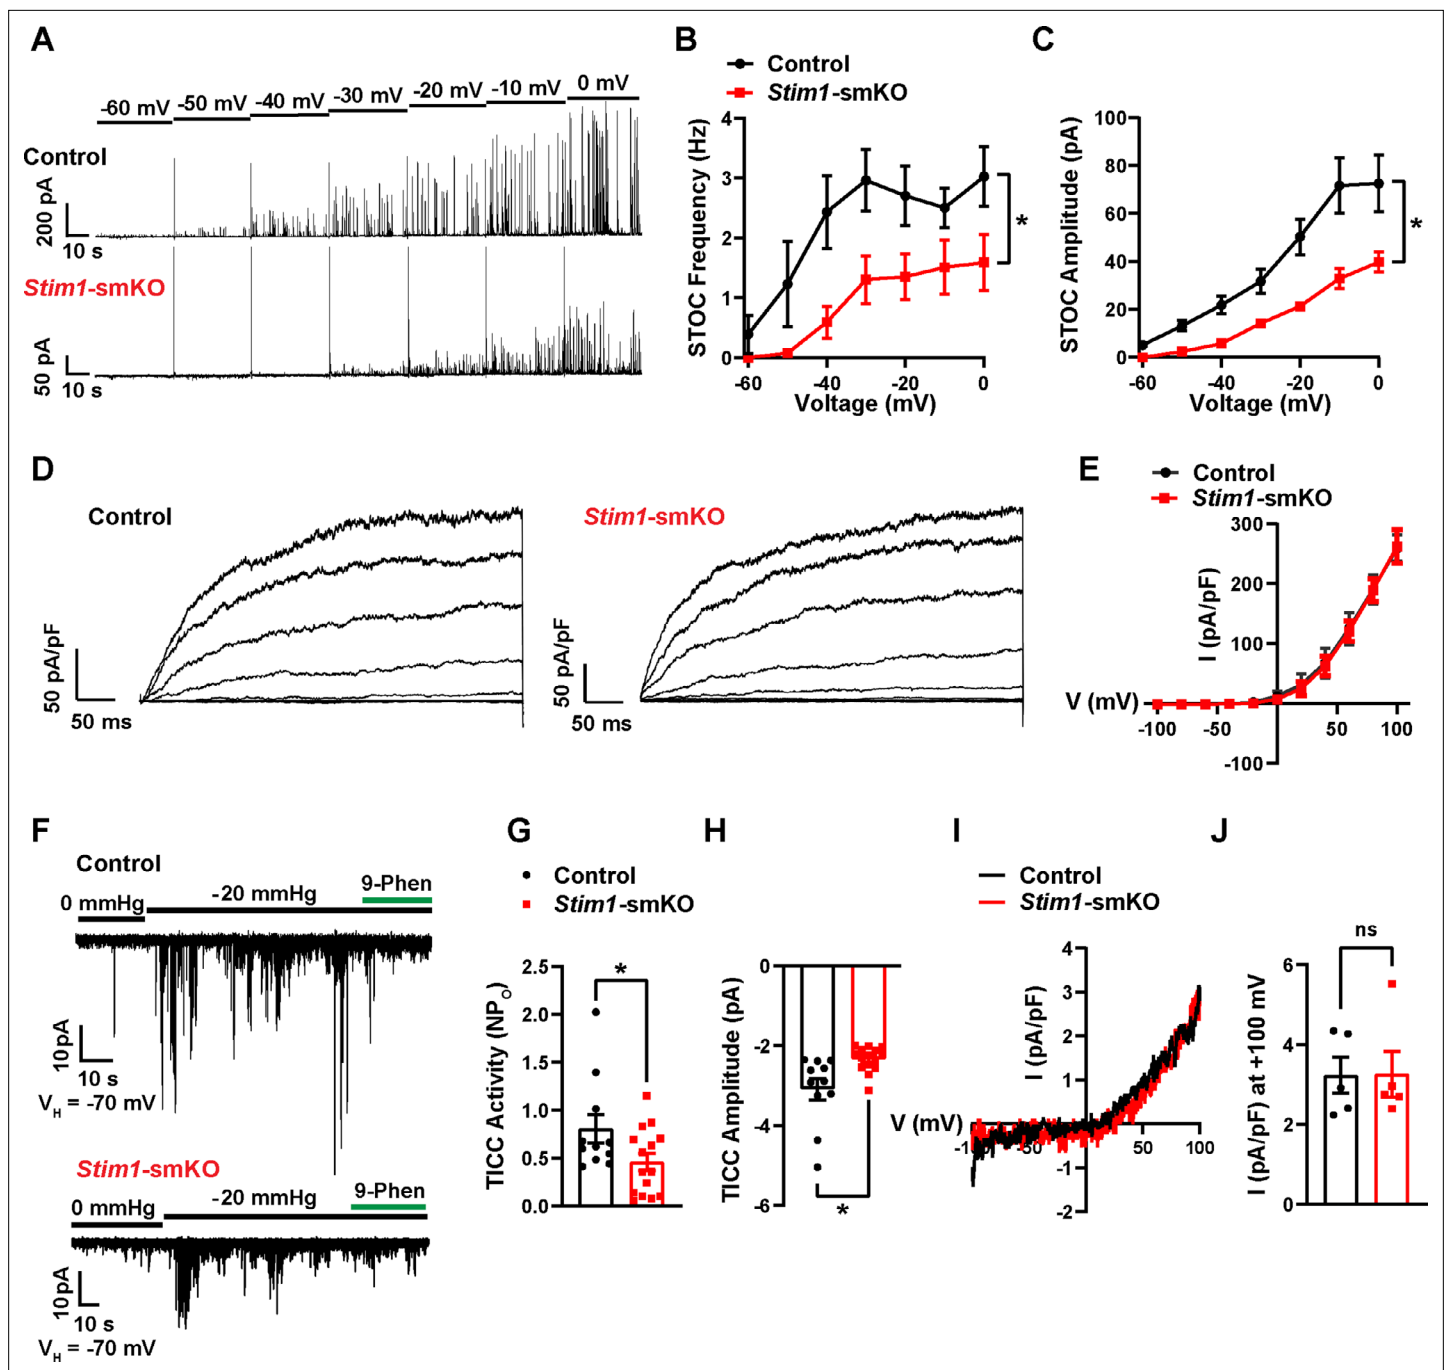 A
-60 mV -50 mV -40 mV -30 mV -20 mV -10 mV 0 mV
Control
200 pA
10 s
Stim1-smKO
50 pA
10 s
B
Control
Stim1-smKO
STOC Frequency (Hz)
4
3
2
1
0
-60 -40 -20 0
Voltage (mV)
*
C
STOC Amplitude (pA)
100
80
60
40
20
0
-60 -40 -20 0
Voltage (mV)
*
D
Control
50 pA/pF
50 ms
Stim1-smKO
50 pA/pF
50 ms
E
Control
Stim1-smKO
I (pA/pF)
300
200
100
-100
V (mV)
-100 -50 50 100
F
Control
0 mmHg -20 mmHg 9-Phen
10pA
10 s
VH = -70 mV
Stim1-smKO
0 mmHg -20 mmHg 9-Phen
10pA
10 s
VH = -70 mV
G
Control
Stim1-smKO
TICC Activity (NPO)
2.5
2.0
1.5
1.0
0.5
0.0
*
H
TICC Amplitude (pA)
0
-2
-4
-6
*
I
Control
Stim1-smKO
I (pA/pF)
4
3
2
1
-1
-2
V (mV)
50 100
J
ns
I (pA/pF) at +100 mV
6
4
2
0